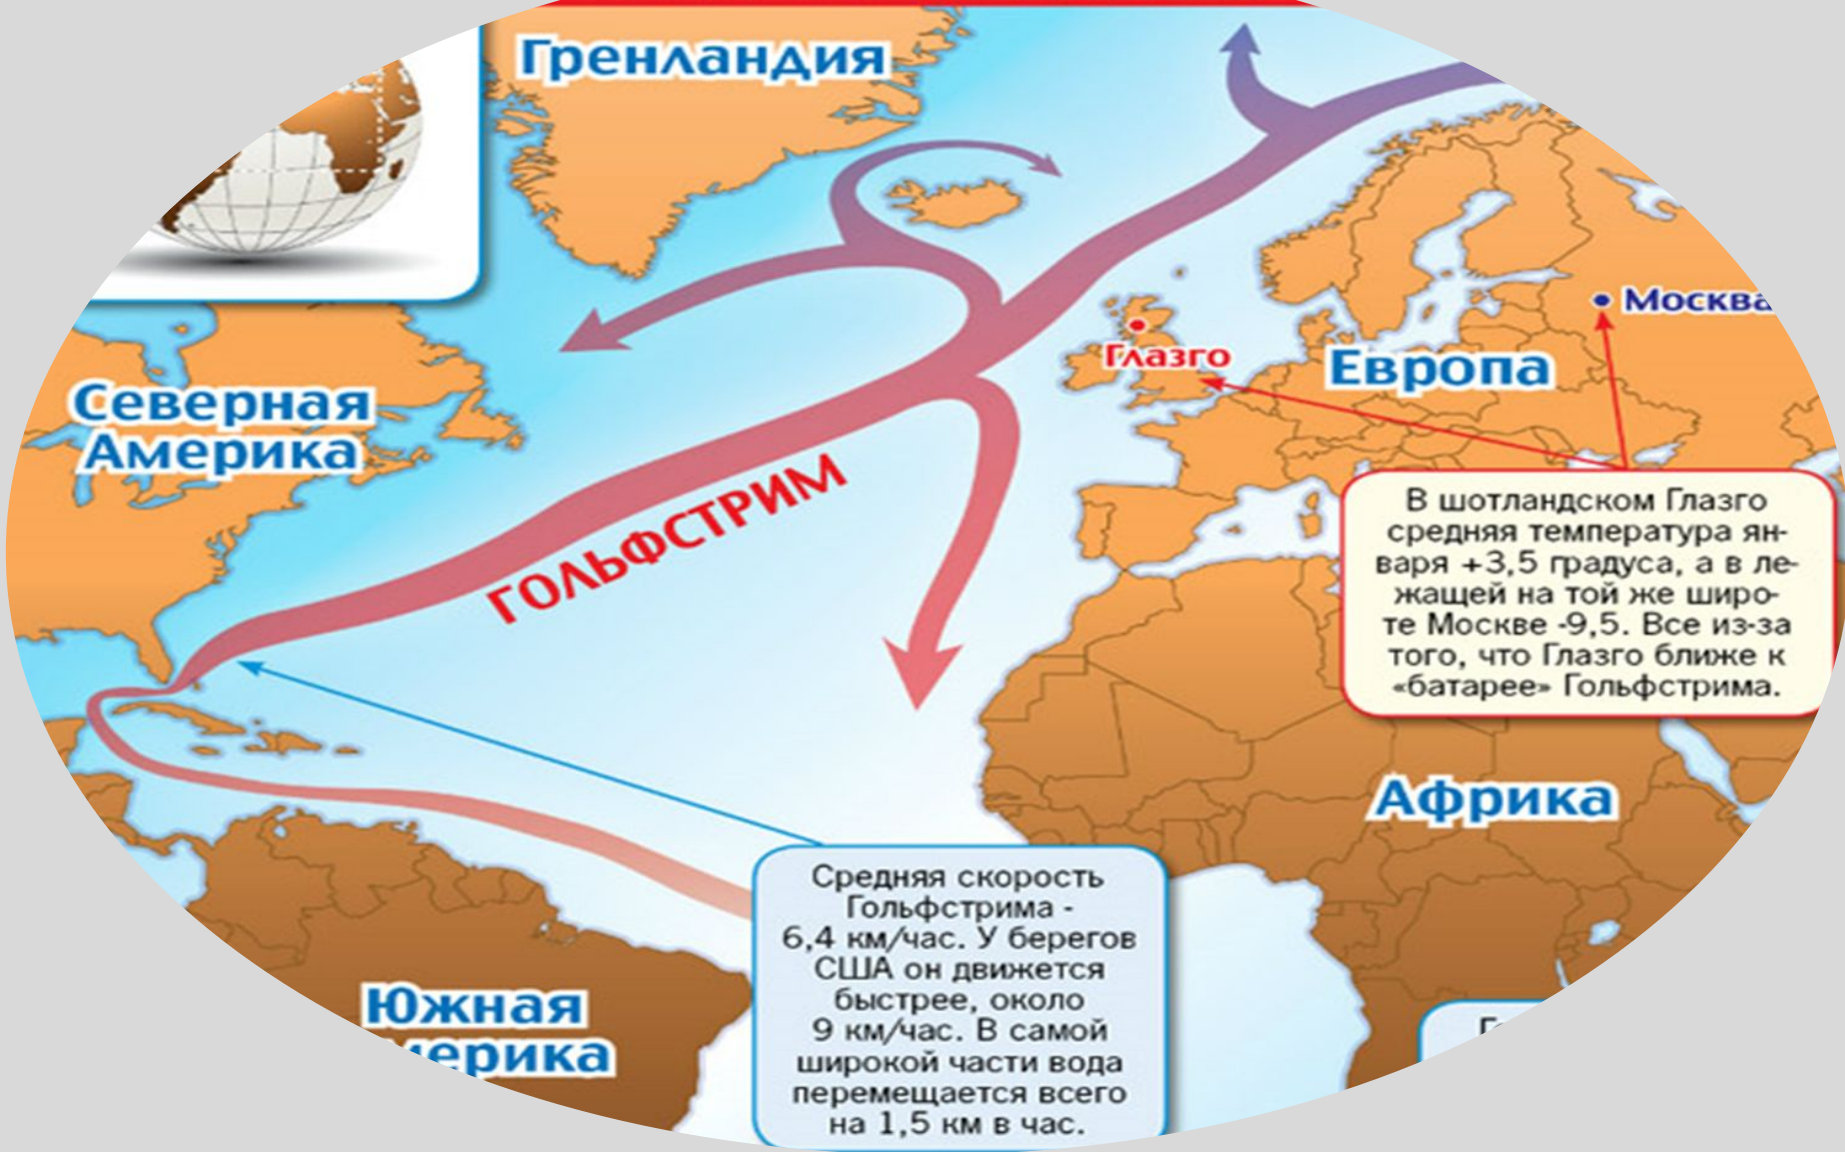 Гренландия
Северная
Америка
ГОЛЬФСТРИМ
Глазго
Москва
Европа
В шотландском Глазго
средняя температура ян-
варя +3,5 градуса, а в ле-
жащей на той же широ-
те Москве -9,5. Все из-за
того, что Глазго ближе к
«батарее» Гольфстрима.
Африка
Средняя скорость
Гольфстрима -
6,4 км/час. У берегов
США он движется
быстрее, около
9 км/час. В самой
широкой части вода
перемещается всего
на 1,5 км в час.
Южная
мерика